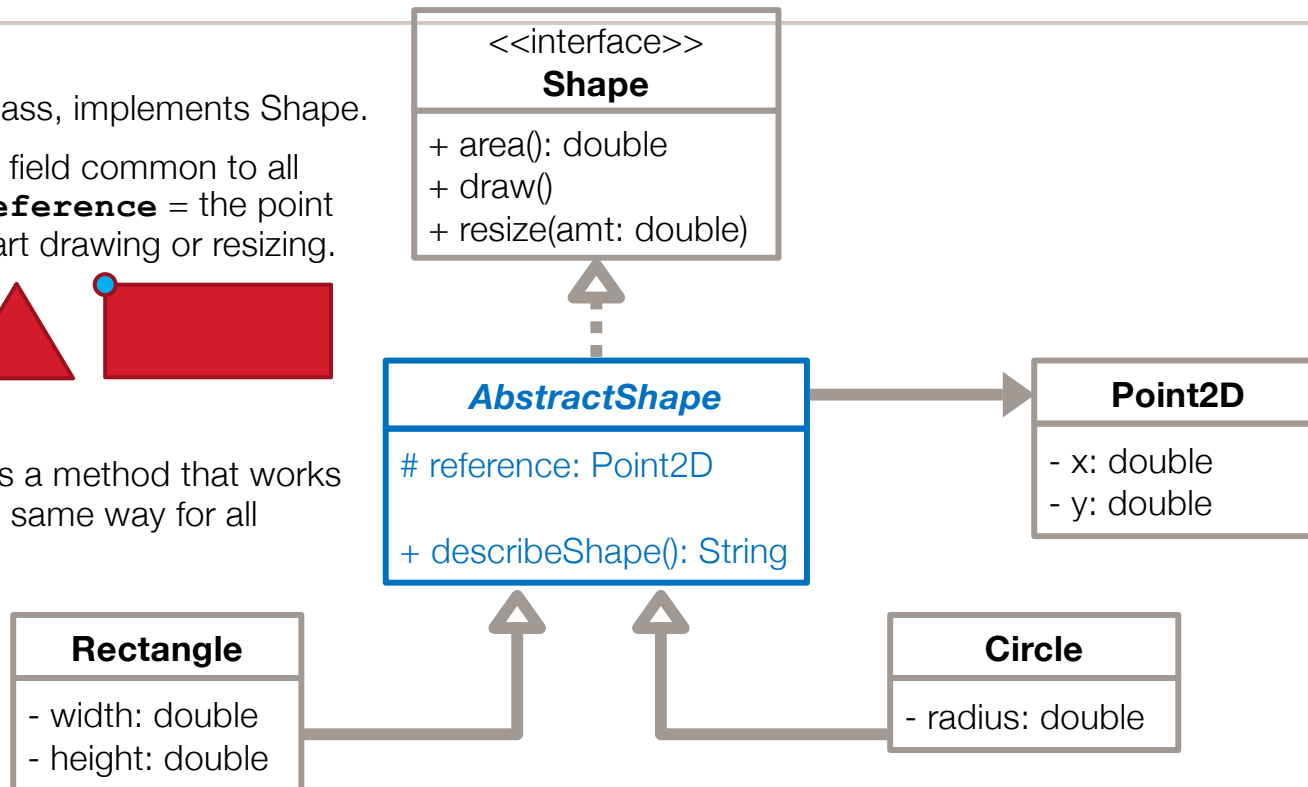 <<interface>>
Shape
+ area(): double
+ draw()
+ resize(amt: double)
ass, implements Shape.
field common to all
eference = the point
art drawing or resizing.
AbstractShape
# reference: Point2D
+ describeShape(): String
Point2D
- x: double
- y: double
s a method that works
same way for all
Rectangle
- width: double
- height: double
Circle
- radius: double